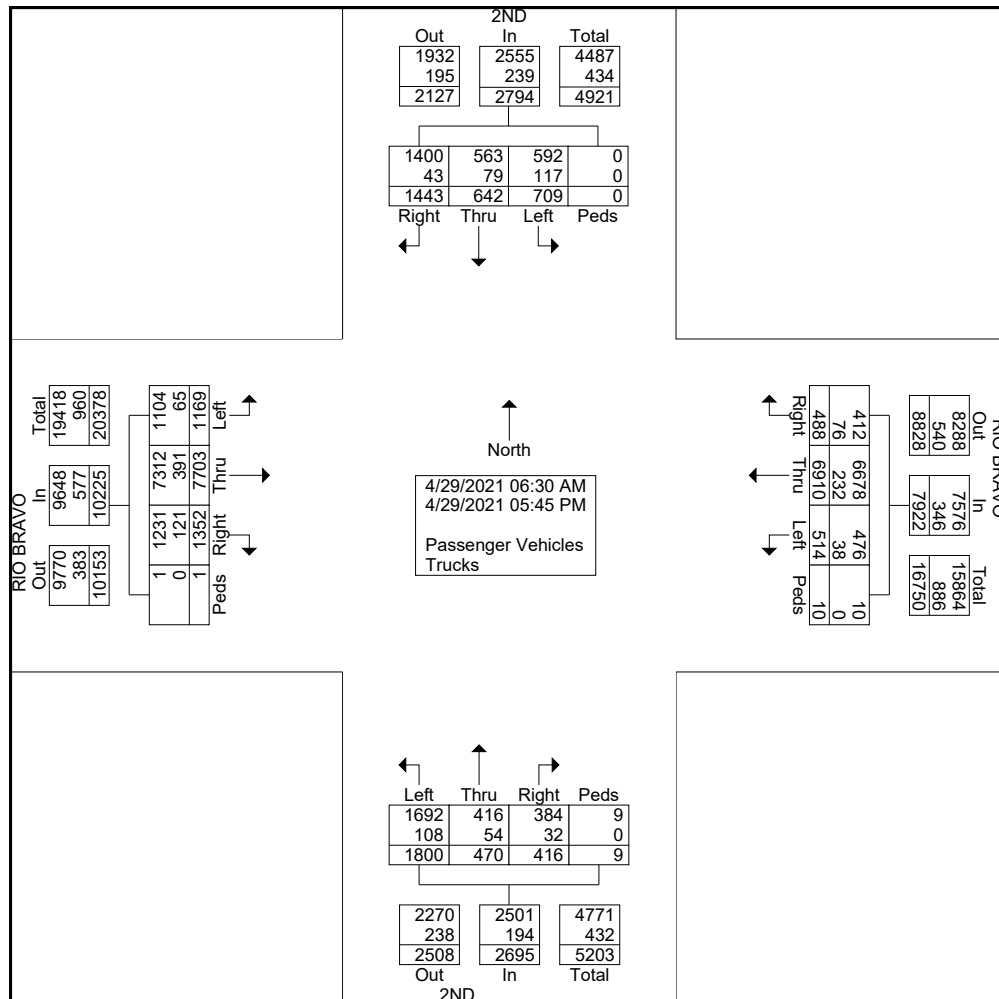 2ND
Out In Total
1932 2555 4487
195 239 434
2127 2794 4921
1400 563 592 0
43 79 117 0
1443 642 709 0
Right Thru Left Peds
RIO BRAVO
Out In Total
9770 9648 19418
383 577 960
10153 10225 20378
1104 7312 1231 1
65 391 121 0
1169 7703 1352 1
Left Thru Right Peds
North
4/29/2021 06:30 AM
4/29/2021 05:45 PM
Passenger Vehicles
Trucks
Right Thru Left Peds
412 6678 476 10
76 232 38 0
488 6910 514 10
RIO BRAVO
Out In Total
8288 7576 15864
540 346 886
8828 7922 16750
Left Thru Right Peds
1692 416 384 9
108 54 32 0
1800 470 416 9
2270 2501 4771
238 194 432
2508 2695 5203
Out In Total
2ND